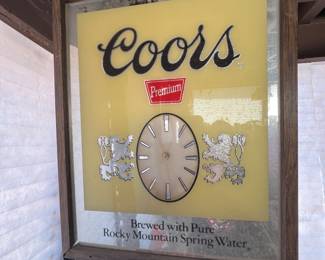 Coors
Premium
Brewed with Pure
Rocky Mountain Spring Water